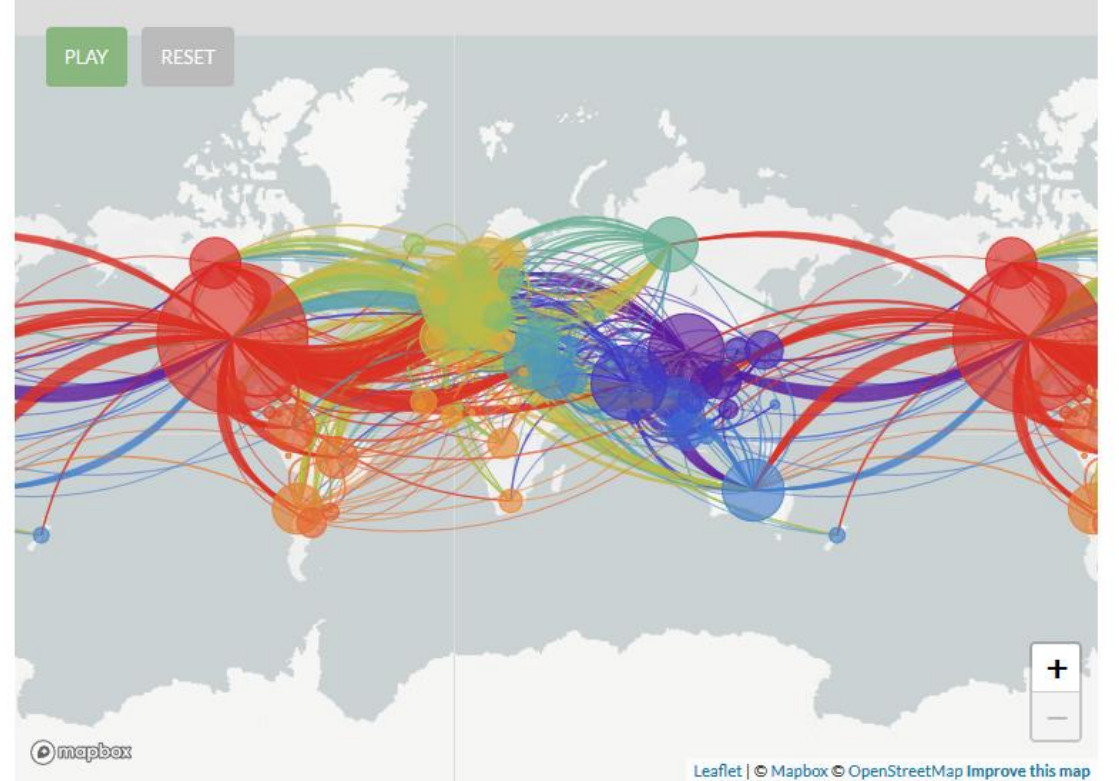 PLAY RESET
+
−
mapbox
Leaflet | © Mapbox © OpenStreetMap Improve this map